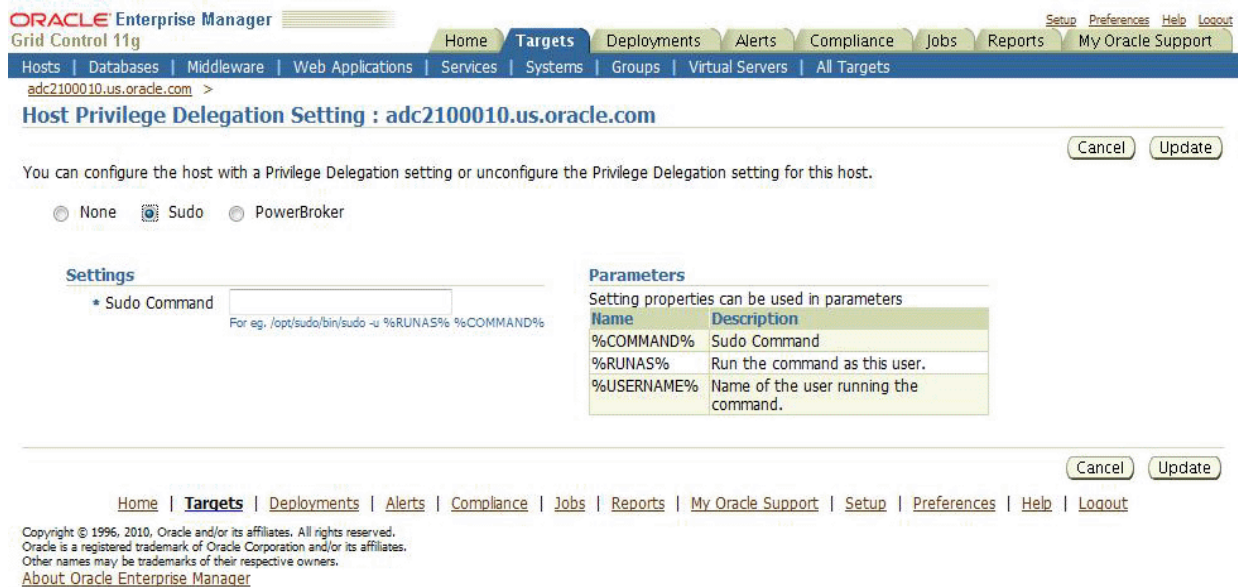 ORACLE Enterprise Manager
Grid Control 11g
Setup Preferences Help Logout
Home Targets Deployments Alerts Compliance Jobs Reports My Oracle Support
Hosts | Databases | Middleware | Web Applications | Services | Systems | Groups | Virtual Servers | All Targets
adc2100010.us.oracle.com >
Host Privilege Delegation Setting : adc2100010.us.oracle.com
Cancel Update
You can configure the host with a Privilege Delegation setting or unconfigure the Privilege Delegation setting for this host.
None Sudo PowerBroker
Settings
* Sudo Command
For eg. /opt/sudo/bin/sudo -u %RUNAS% %COMMAND%
Parameters
Setting properties can be used in parameters
Name Description
%COMMAND% Sudo Command
%RUNAS% Run the command as this user.
%USERNAME% Name of the user running the
command.
Cancel Update
Home | Targets | Deployments | Alerts | Compliance | Jobs | Reports | My Oracle Support | Setup | Preferences | Help | Logout
Copyright © 1996, 2010, Oracle and/or its affiliates. All rights reserved.
Oracle is a registered trademark of Oracle Corporation and/or its affiliates.
Other names may be trademarks of their respective owners.
About Oracle Enterprise Manager